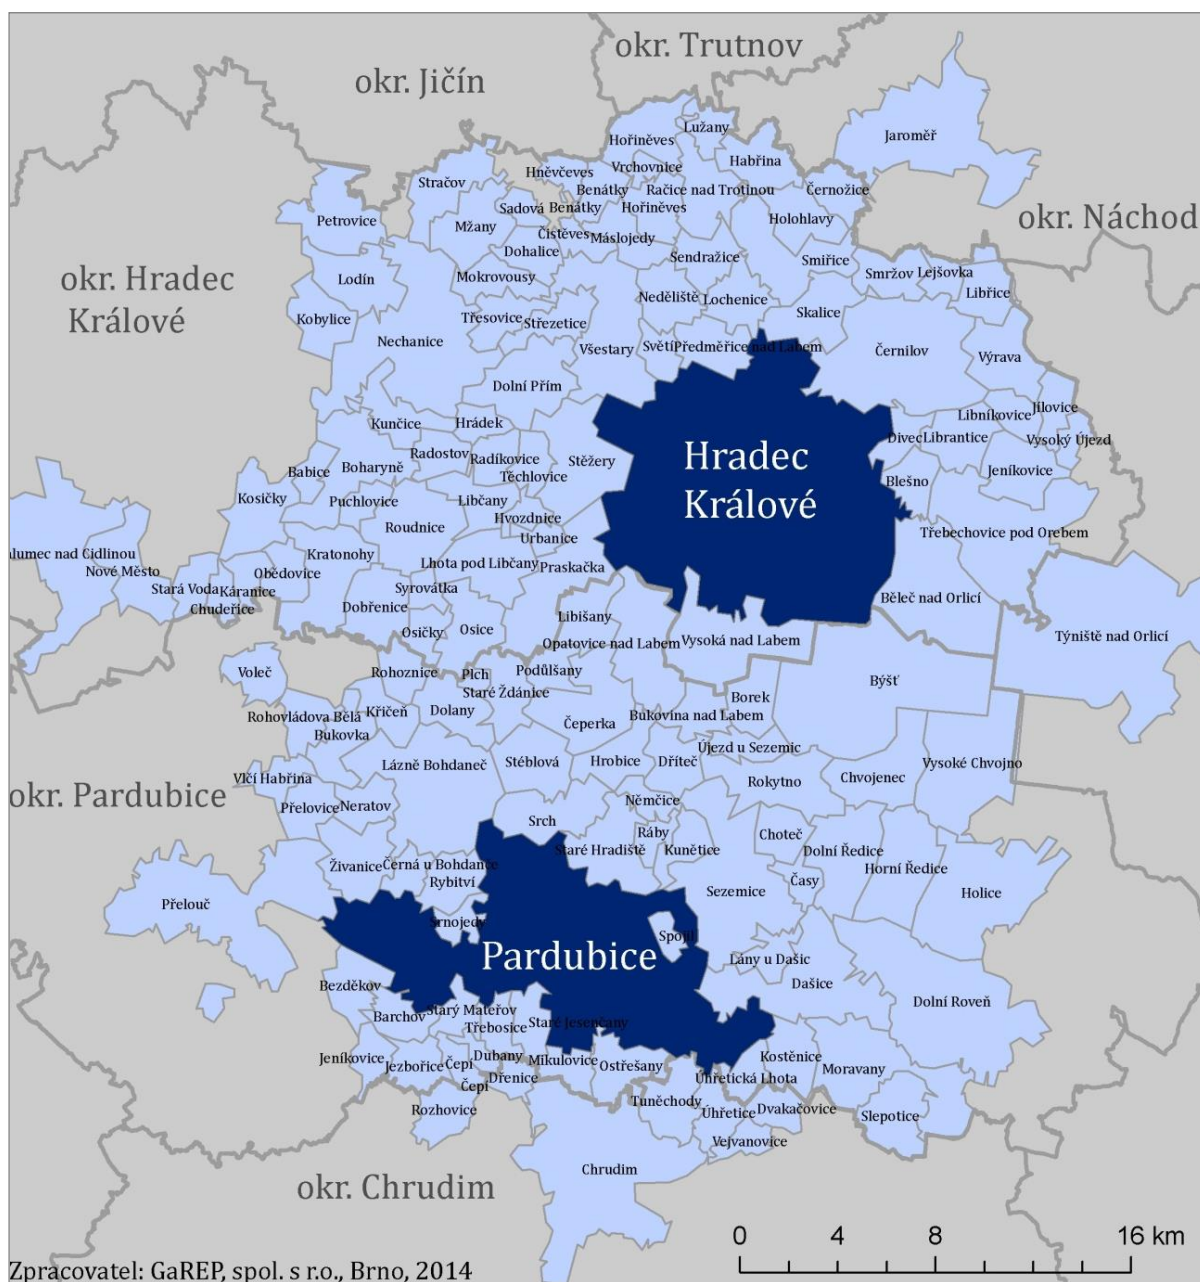 okr. Trutnov
okr. Jičín
Jaroměř
Lužany
Hořiněves
Habřina
Vrchovnice
Hněvčeves
Stračov
Benátky
Račice nad Trotinou
Černožice
Sadová
Benátky
Hořiněves
Petrovice
Mžany
Holohlavy
okr. Náchod
Čistěves
Máslojedy
Dohalice
Sendražice
Smiřice
okr. Hradec
Králové
Lodín
Mokrovousy
Smržov
Lejšovka
Libřice
Neděliště
Lochenice
Kobylice
Třesovice
Střezetice
Skalice
Nechanice
Všestary
Světí
Předměřice nad Labem
Černilov
Výrava
Dolní Přím
Jílovice
Libníkovice
Kunčice
Hrádek
Divec
Librantice
Vysoký Újezd
Hradec
Králové
Radostov
Radíkovice
Stěžery
Babice
Boharyně
Těchlovice
Jeníkovice
Blešno
Kosičky
Puchlovice
Libčany
Hvozdnice
Roudnice
Urbanice
Třebechovice pod Orebem
lumec nad Cidlinou
Kratonohy
Nové Město
Obědovice
Lhota pod Libčany
Praskačka
Stará Voda
Káranice
Syrovátka
Chudeřice
Dobřenice
Běleč nad Orlicí
Libišany
Osičky
Osice
Opatovice nad Labem
Vysoká nad Labem
Týniště nad Orlicí
Voleč
Rohoznice
Plch
Podůlšany
Staré Ždánice
Býšť
Borek
Rohovládova Bělá
Křičeň
Dolany
Bukovka
Čeperka
Bukovina nad Labem
Újezd u Sezemic
Lázně Bohdaneč
Stéblová
Hrobice
Dříteč
Vysoké Chvojno
Vlčí Habřina
Rokytno
Chvojenec
okr. Pardubice
Přelovice
Neratov
Němčice
Srch
Ráby
Choteč
Staré Hradiště
Kunětice
Dolní Ředice
Živanice
Černá u Bohdanče
Horní Ředice
Rybitví
Časy
Sezemice
Holice
Přelouč
Srnojedy
Spojil
Pardubice
Lány u Dašic
Bezděkov
Dašice
Dolní Roveň
Barchov
Starý Mateřov
Třebosice
Staré Jesenčany
Jeníkovice
Jezbořice
Čepí
Dubany
Mikulovice
Ostřešany
Kostěnice
Moravany
Čepí
Dřenice
Úhřetická Lhota
Rozhovice
Tuněchody
Úhřetice
Dvakačovice
Slepotice
Vejvanovice
Chrudim
okr. Chrudim
0 4 8 16 km
Zpracovatel: GaREP, spol. s r.o., Brno, 2014